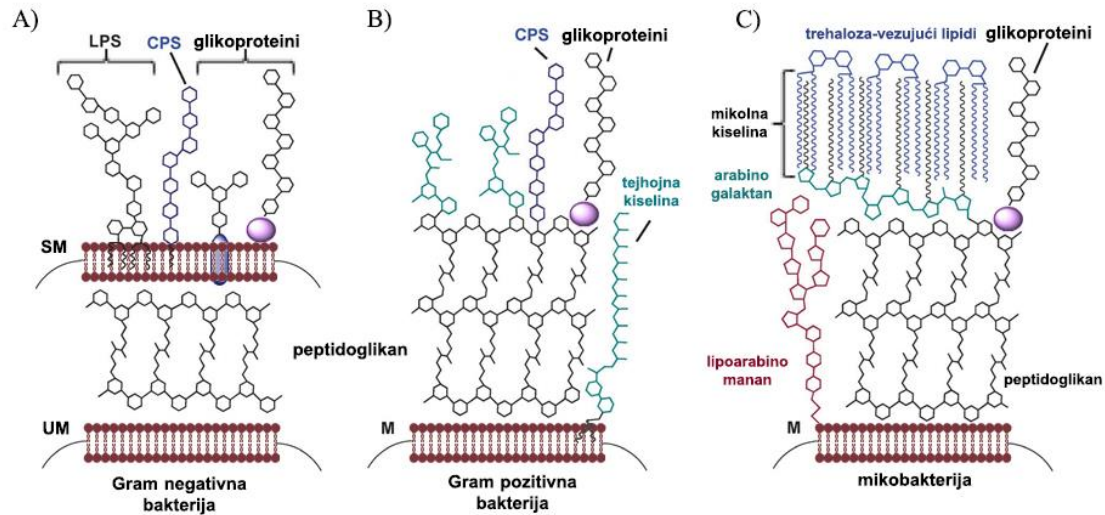 A)
LPS
CPS
glikoproteini
SM
UM
Gram negativna
bakterija
peptidoglikan
B)
CPS
glikoproteini
tejhojna
kiselina
M
Gram pozitivna
bakterija
C)
trehaloza-vezujući lipidi
glikoproteini
mikolna
kiselina
arabino
galaktan
lipoarabino
manan
peptidoglikan
M
mikobakterija